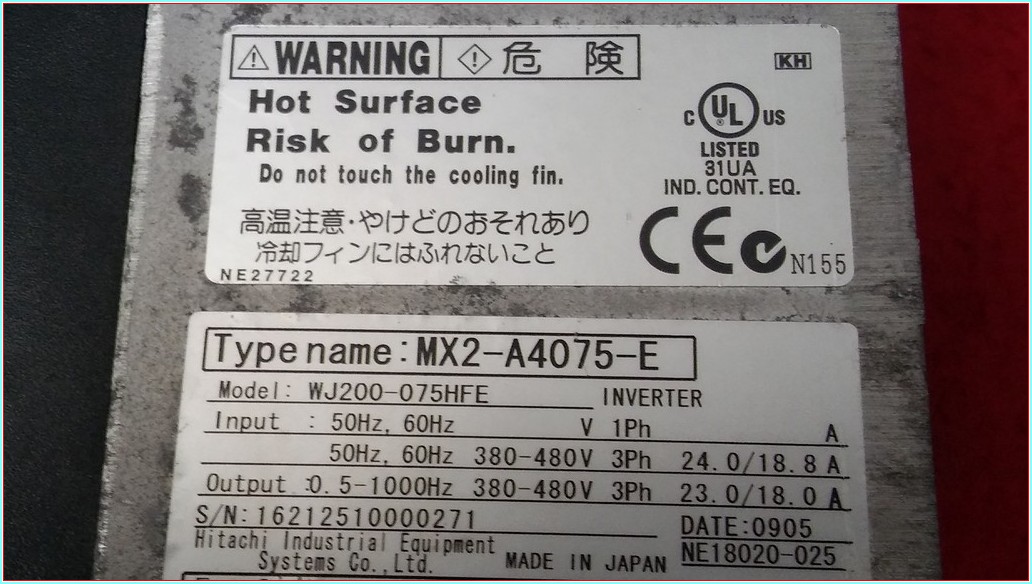 WARNING 危 険
KH
Hot Surface
Risk of Burn.
Do not touch the cooling fin.
C UL US
®
LISTED
31UA
IND. CONT. EQ.
高温注意・やけどのおそれあり
冷却フィンにはふれないこと
NE27722
CE N155
Type name: MX2-A4075-E
Model: WJ200-075HFE INVERTER
Input : 50Hz, 60Hz V 1Ph A
50Hz, 60Hz 380-480V 3Ph 24.0/18.8 A
Output :0.5-1000Hz 380-480V 3Ph 23.0/18.0 A
S/N: 16212510000271 DATE:0905
Hitachi Industrial Equipment
Systems Co.,Ltd. MADE IN JAPAN NE18020-025